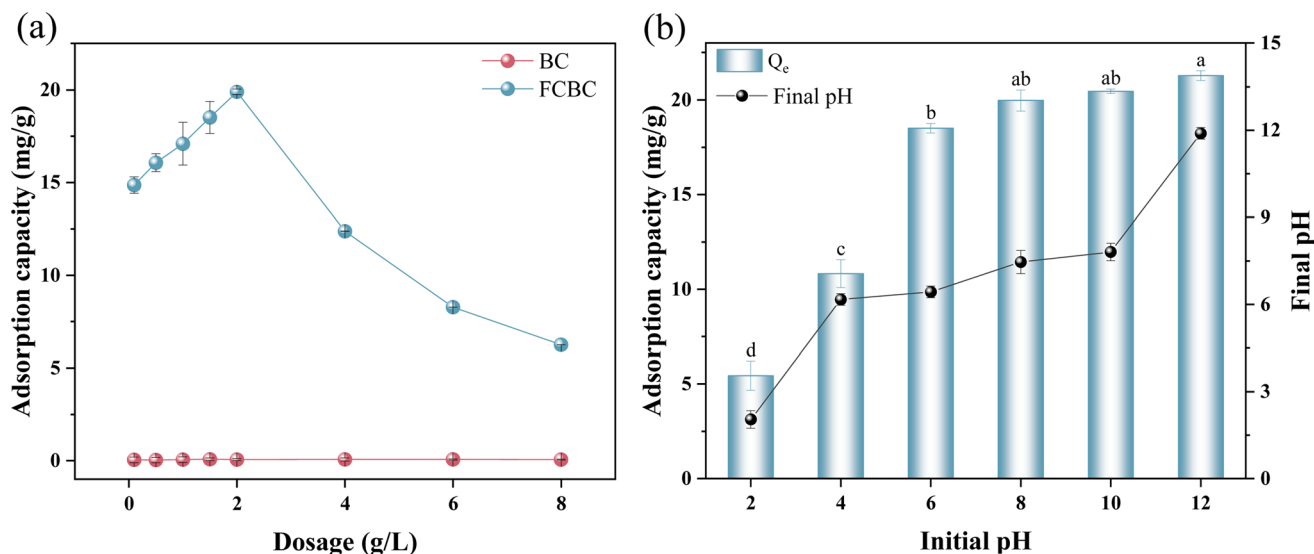 (a)
20
15
10
5
0
Adsorption capacity (mg/g)
BC
FCBC
0 2 4 6 8
Dosage (g/L)
(b)
20
15
10
5
0
Adsorption capacity (mg/g)
Qₑ
Final pH
d
c
b
ab
ab
a
15
12
9
6
3
0
Final pH
2 4 6 8 10 12
Initial pH